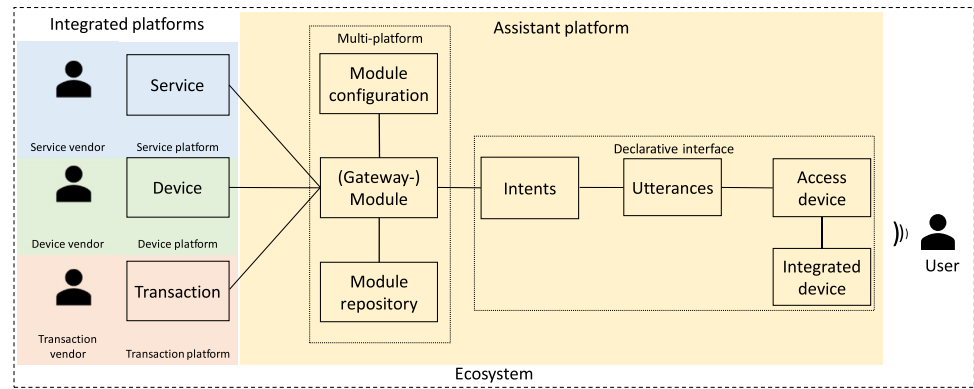 Integrated platforms
Assistant platform
Multi-platform
Service
Service vendor
Service platform
Device
Device vendor
Device platform
Transaction
Transaction
vendor
Transaction platform
Module
configuration
(Gateway-)
Module
Module
repository
Declarative interface
Intents
Utterances
Access
device
Integrated
device
User
Ecosystem